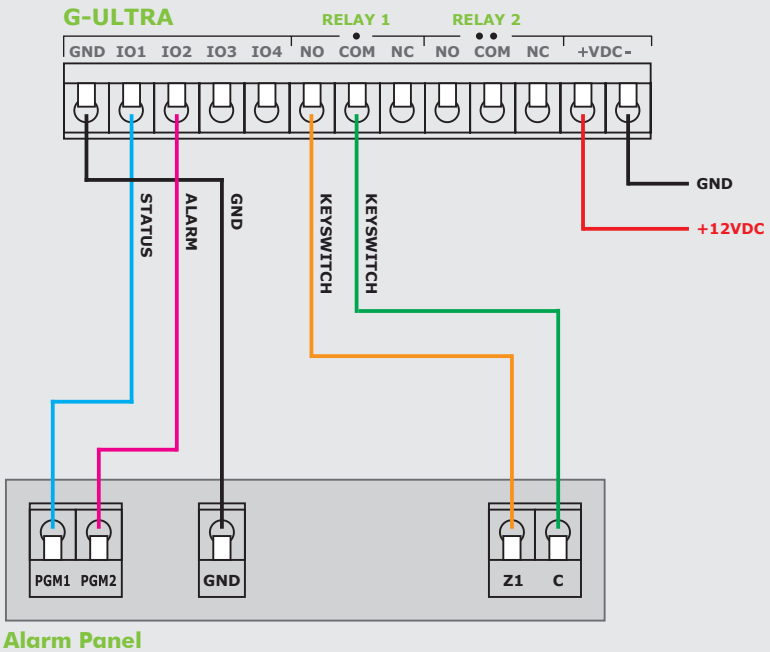 G-ULTRA
RELAY 1 RELAY 2
GND IO1 IO2 IO3 IO4 NO COM NC NO COM NC +VDC-
GND
+12VDC
STATUS
ALARM
GND
KEYSWITCH
KEYSWITCH
PGM1 PGM2 GND Z1 C
Alarm Panel